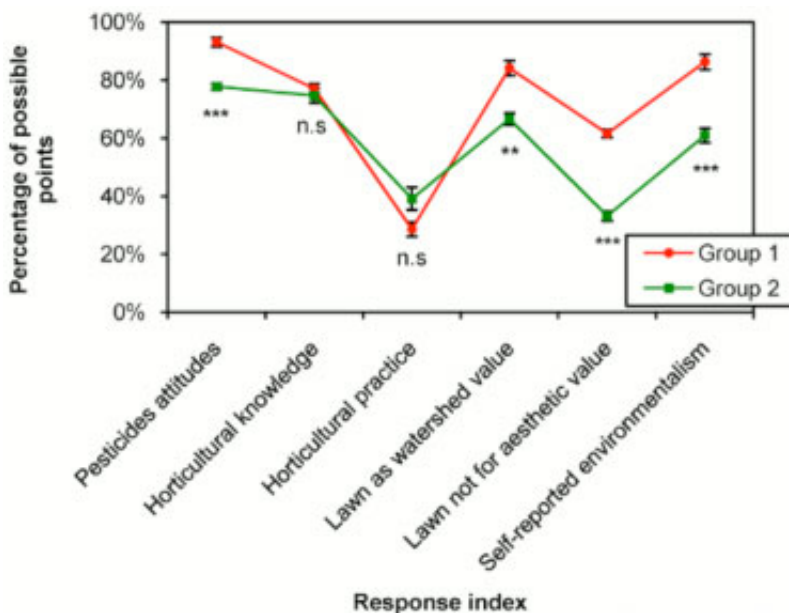 100%
80%
60%
40%
20%
0%
Percentage of possible
points
***
n.s
n.s
**
***
***
Group 1
Group 2
Pesticides attitudes
Horticultural knowledge
Horticultural practice
Lawn as watershed value
Lawn not for aesthetic value
Self-reported environmentalism
Response index